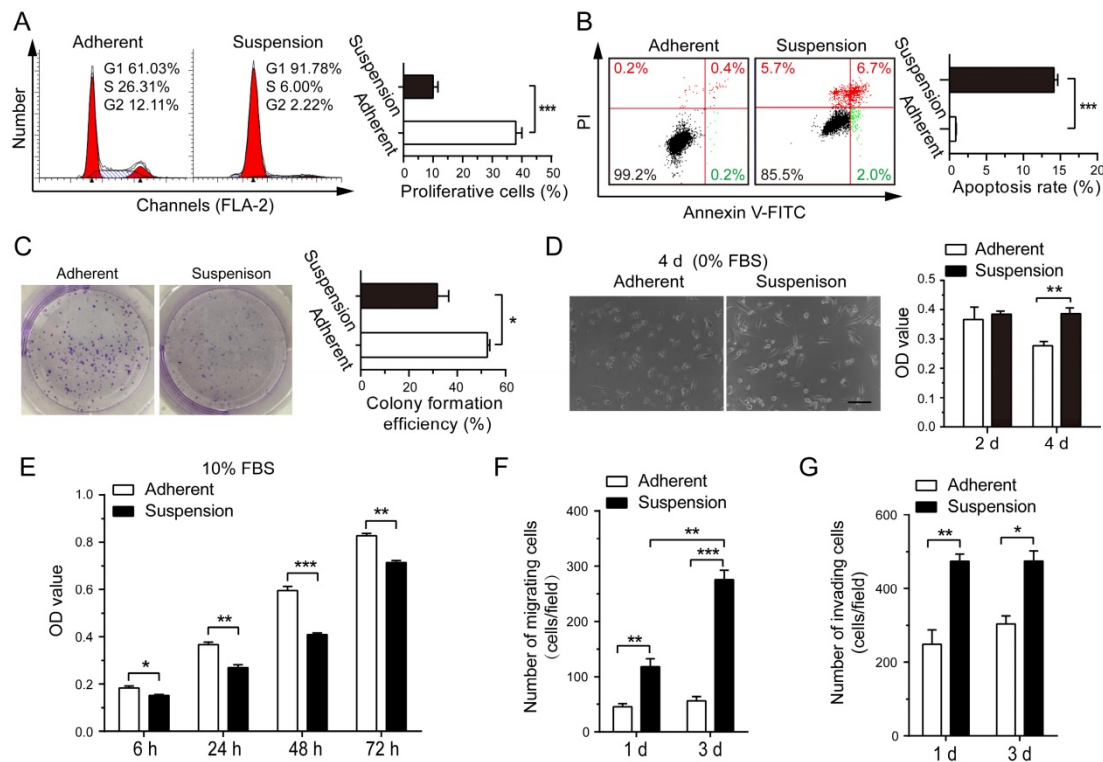 A
Adherent
G1 61.03%
S 26.31%
G2 12.11%
Suspension
G1 91.78%
S 6.00%
G2 2.22%
Number
Channels (FLA-2)
Suspension
Adherent
***
0 10 20 30 40 50
Proliferative cells (%)
B
Adherent
Suspension
0.2%
0.4%
99.2%
0.2%
5.7%
6.7%
85.5%
2.0%
PI
Annexin V-FITC
Suspension
Adherent
***
0 5 10 15 20
Apoptosis rate (%)
C
Adherent
Suspenison
Suspension
Adherent
*
0 20 40 60
Colony formation
efficiency (%)
D
4 d (0% FBS)
Adherent
Suspenison
Adherent
Suspension
OD value
0.5
0.4
0.3
0.2
0.1
0.0
**
2 d 4 d
E
10% FBS
Adherent
Suspension
OD value
1.0
0.8
0.6
0.4
0.2
0.0
*
**
***
**
6 h 24 h 48 h 72 h
F
Adherent
Suspension
Number of migrating cells
(cells/field)
400
300
200
100
50
0
**
**
***
1 d 3 d
G
Adherent
Suspension
Number of invading cells
(cells/field)
600
400
200
0
**
*
1 d 3 d